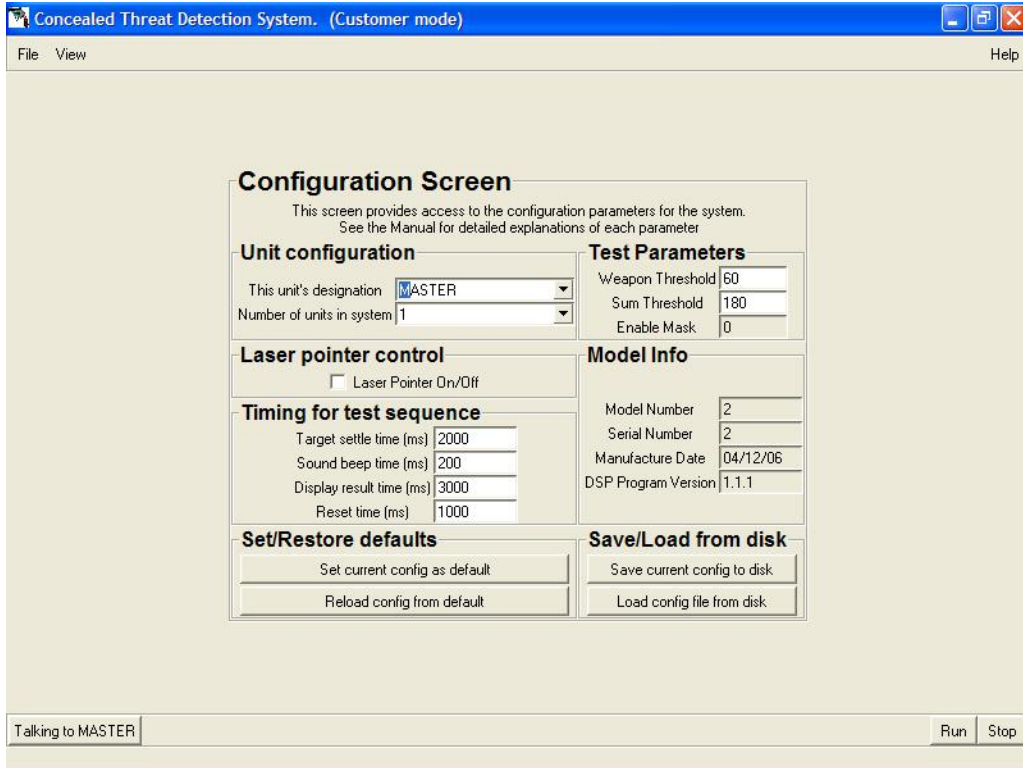 Concealed Threat Detection System. (Customer mode)
File View Help
Configuration Screen
This screen provides access to the configuration parameters for the system.
See the Manual for detailed explanations of each parameter
Unit configuration
This unit's designation MASTER
Number of units in system 1
Test Parameters
Weapon Threshold 60
Sum Threshold 180
Enable Mask 0
Laser pointer control
Laser Pointer On/Off
Model Info
Model Number 2
Serial Number 2
Manufacture Date 04/12/06
DSP Program Version 1.1.1
Timing for test sequence
Target settle time (ms) 2000
Sound beep time (ms) 200
Display result time (ms) 3000
Reset time (ms) 1000
Set/Restore defaults
Set current config as default
Reload config from default
Save/Load from disk
Save current config to disk
Load config file from disk
Talking to MASTER
Run Stop